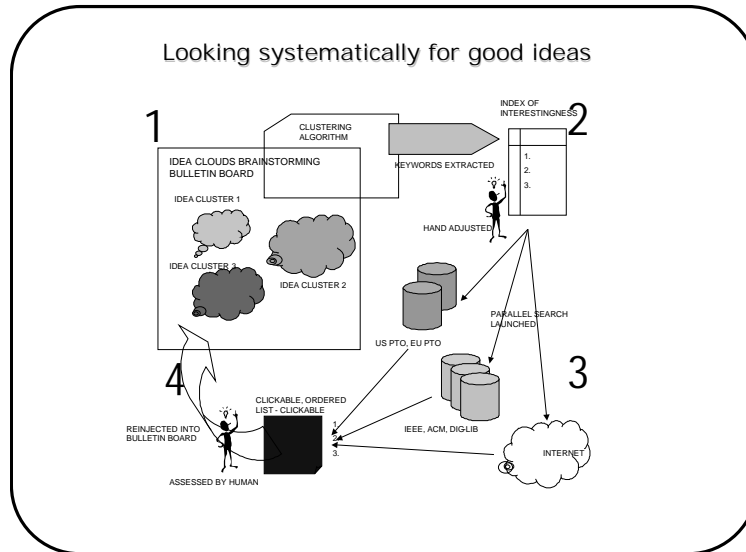 Looking systematically for good ideas
1
CLUSTERING
ALGORITHM
KEYWORDS EXTRACTED
INDEX OF
INTERESTINGNESS
2
1.
2.
3.
HAND ADJUSTED
IDEA CLOUDS BRAINSTORMING
BULLETIN BOARD
IDEA CLUSTER 1
IDEA CLUSTER 2
IDEA CLUSTER 3
PARALLEL SEARCH
LAUNCHED
US PTO, EU PTO
3
IEEE, ACM, DIG-LIB
INTERNET
4
CLICKABLE, ORDERED
LIST - CLICKABLE
1.
2.
3.
REINJECTED INTO
BULLETIN BOARD
ASSESSED BY HUMAN